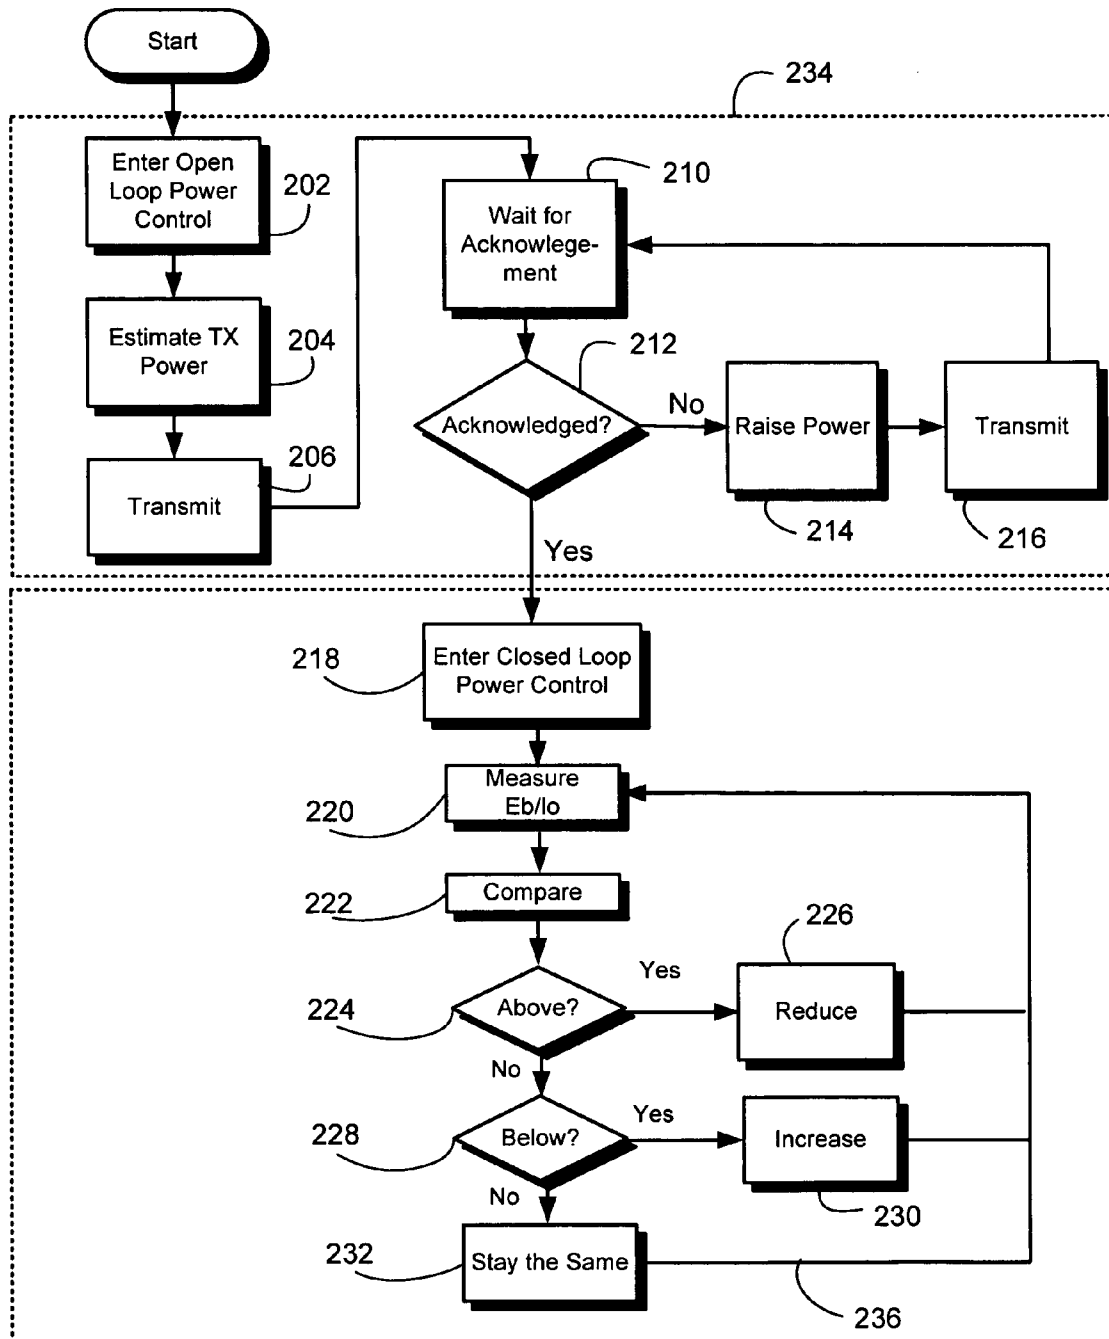 Start
234
Enter Open
Loop Power
Control
202
Estimate TX
Power
204
Transmit
206
210
Wait for
Acknowlege-
ment
212
Acknowledged?
No
Raise Power
214
Transmit
216
Yes
218
Enter Closed Loop
Power Control
220
Measure
Eb/Io
222
Compare
224
Above?
Yes
226
Reduce
No
228
Below?
Yes
Increase
230
No
232
Stay the Same
236